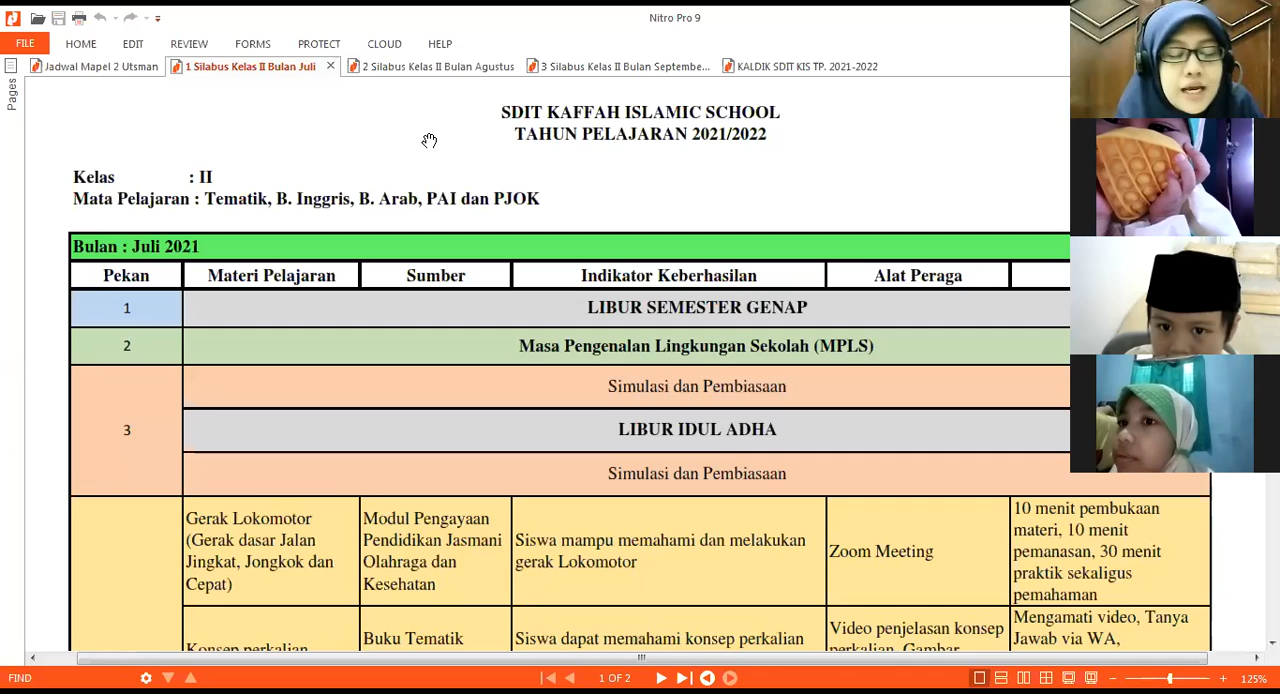 Nitro Pro 9
FILE HOME EDIT REVIEW FORMS PROTECT CLOUD HELP
Jadwal Mapel 2 Utsman 1 Silabus Kelas II Bulan Juli 2 Silabus Kelas II Bulan Agustus 3 Silabus Kelas II Bulan Septembe... KALDIK SDIT KIS TP. 2021-2022
Pages
SDIT KAFFAH ISLAMIC SCHOOL
TAHUN PELAJARAN 2021/2022
Kelas : II
Mata Pelajaran : Tematik, B. Inggris, B. Arab, PAI dan PJOK
Bulan : Juli 2021
Pekan Materi Pelajaran Sumber Indikator Keberhasilan Alat Peraga
1 LIBUR SEMESTER GENAP
2 Masa Pengenalan Lingkungan Sekolah (MPLS)
Simulasi dan Pembiasaan
3 LIBUR IDUL ADHA
Simulasi dan Pembiasaan
Gerak Lokomotor
(Gerak dasar Jalan
Jingkat, Jongkok dan
Cepat)
Modul Pengayaan
Pendidikan Jasmani
Olahraga dan
Kesehatan
Siswa mampu memahami dan melakukan
gerak Lokomotor
Zoom Meeting
10 menit pembukaan
materi, 10 menit
pemanasan, 30 menit
praktik sekaligus
pemahaman
Konsep perkalian
Buku Tematik
Siswa dapat memahami konsep perkalian
Video penjelasan konsep
perkalian, Gambar
Mengamati video, Tanya
Jawab via WA,
FIND 1 OF 2 125%